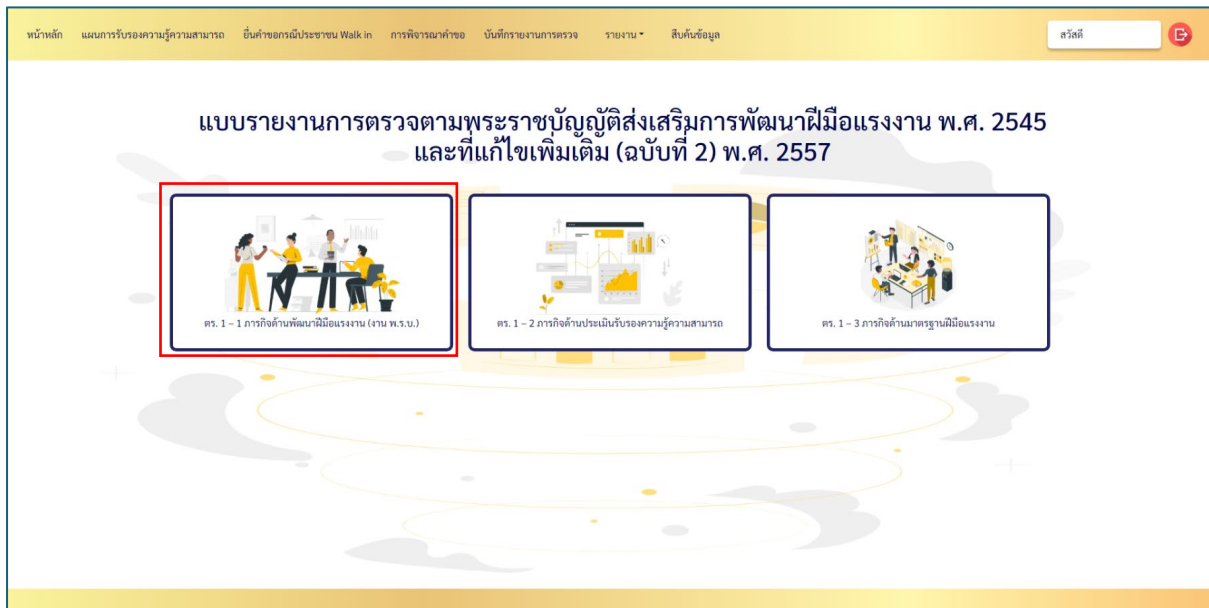 หน้าหลัก แผนการรับรองความรู้ความสามารถ ยื่นคำขอกรณีประชาชน Walk in การพิจารณาคำขอ บันทึกรายงานการตรวจ รายงาน สืบค้นข้อมูล สวัสดี
แบบรายงานการตรวจตามพระราชบัญญัติส่งเสริมการพัฒนาฝีมือแรงงาน พ.ศ. 2545
และที่แก้ไขเพิ่มเติม (ฉบับที่ 2) พ.ศ. 2557
ตร. 1 – 1 ภารกิจด้านพัฒนาฝีมือแรงงาน (งาน พ.ร.บ.)
ตร. 1 – 2 ภารกิจด้านประเมินรับรองความรู้ความสามารถ
ตร. 1 – 3 ภารกิจด้านมาตรฐานฝีมือแรงงาน